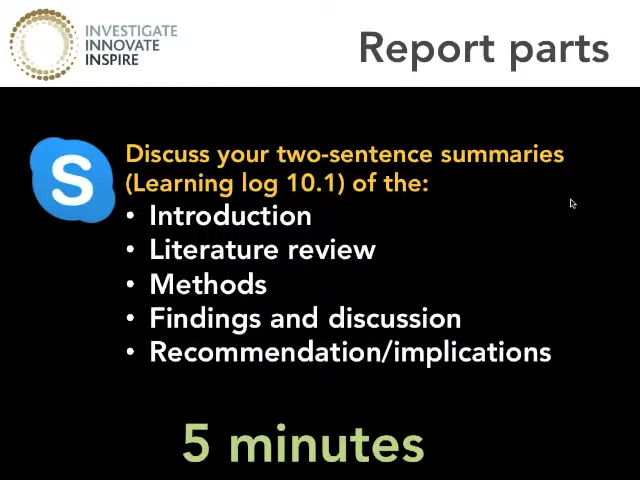 INVESTIGATE
INNOVATE
INSPIRE
Report parts
S
Discuss your two-sentence summaries
(Learning log 10.1) of the:
• Introduction
• Literature review
• Methods
• Findings and discussion
• Recommendation/implications
5 minutes